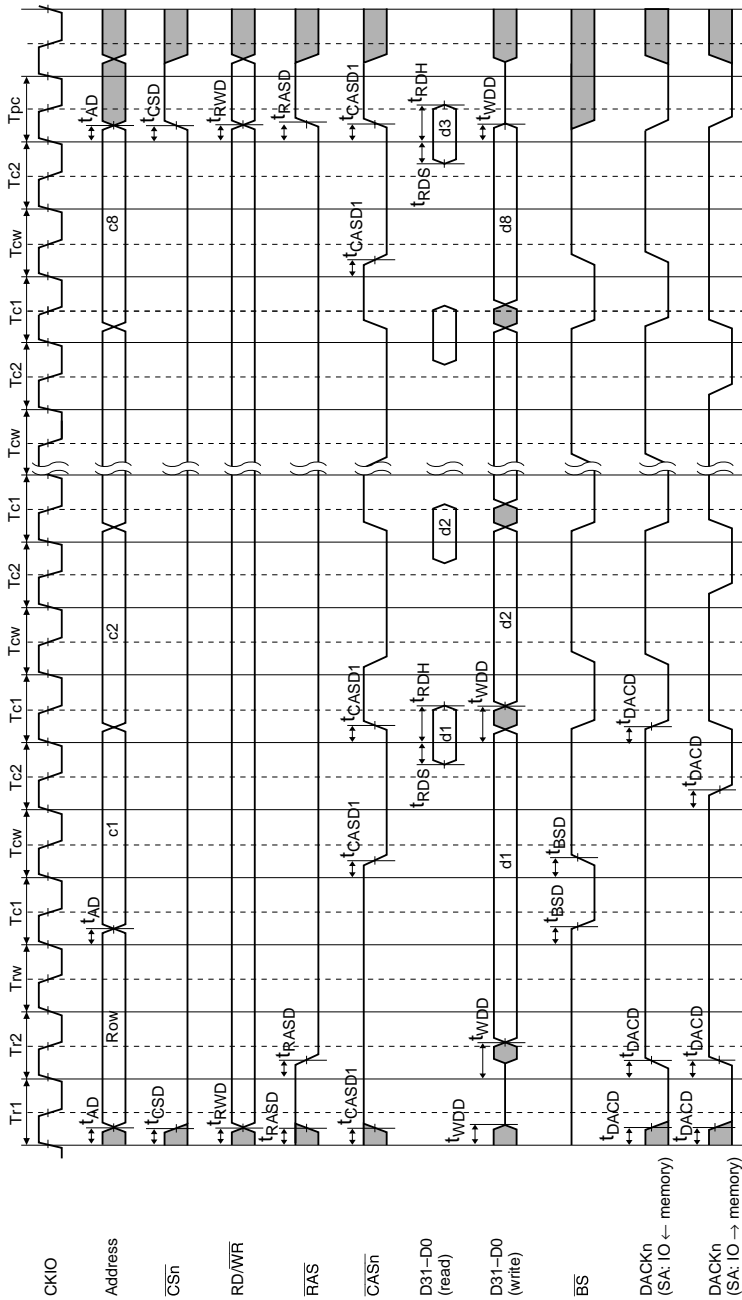 Tr1 Tr2 Trw Tc1 Tcw Tc2 Tc1 Tcw Tc2 Tc1 Tcw Tc2 Tc1 Tcw Tc2 Tpc
CKIO
tAD tAD tAD
Address Row c1 c2 c8
tCSD tCSD
CSn
tRWD tRWD
RD/WR
tRASD tRASD tRASD
RAS
tCASD1 tCASD1 tCASD1 tCASD1 tCASD1
CASn
tRDS tRDH tRDS tRDH
D31–D0
(read) d1 d2 d3
tWDD tWDD tWDD tWDD
D31–D0
(write) d1 d2 d8
tBSD tBSD
BS
tDACD tDACD tDACD
DACKn
(SA: IO ← memory)
tDACD tDACD tDACD
DACKn
(SA: IO → memory)